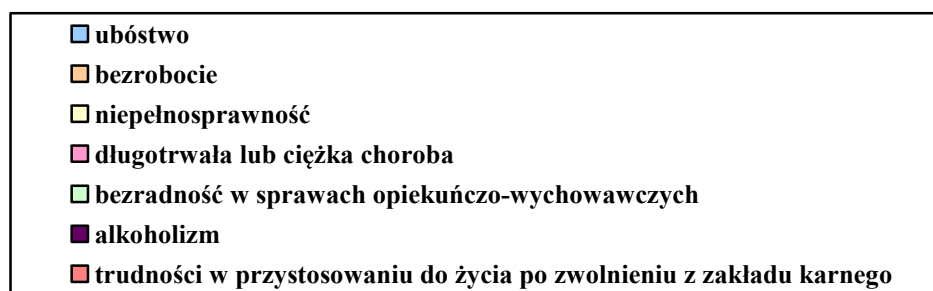 ubóstwo
bezrobocie
niepełnosprawność
długotrwała lub ciężka choroba
bezradność w sprawach opiekuńczo-wychowawczych
alkoholizm
trudności w przystosowaniu do życia po zwolnieniu z zakładu karnego